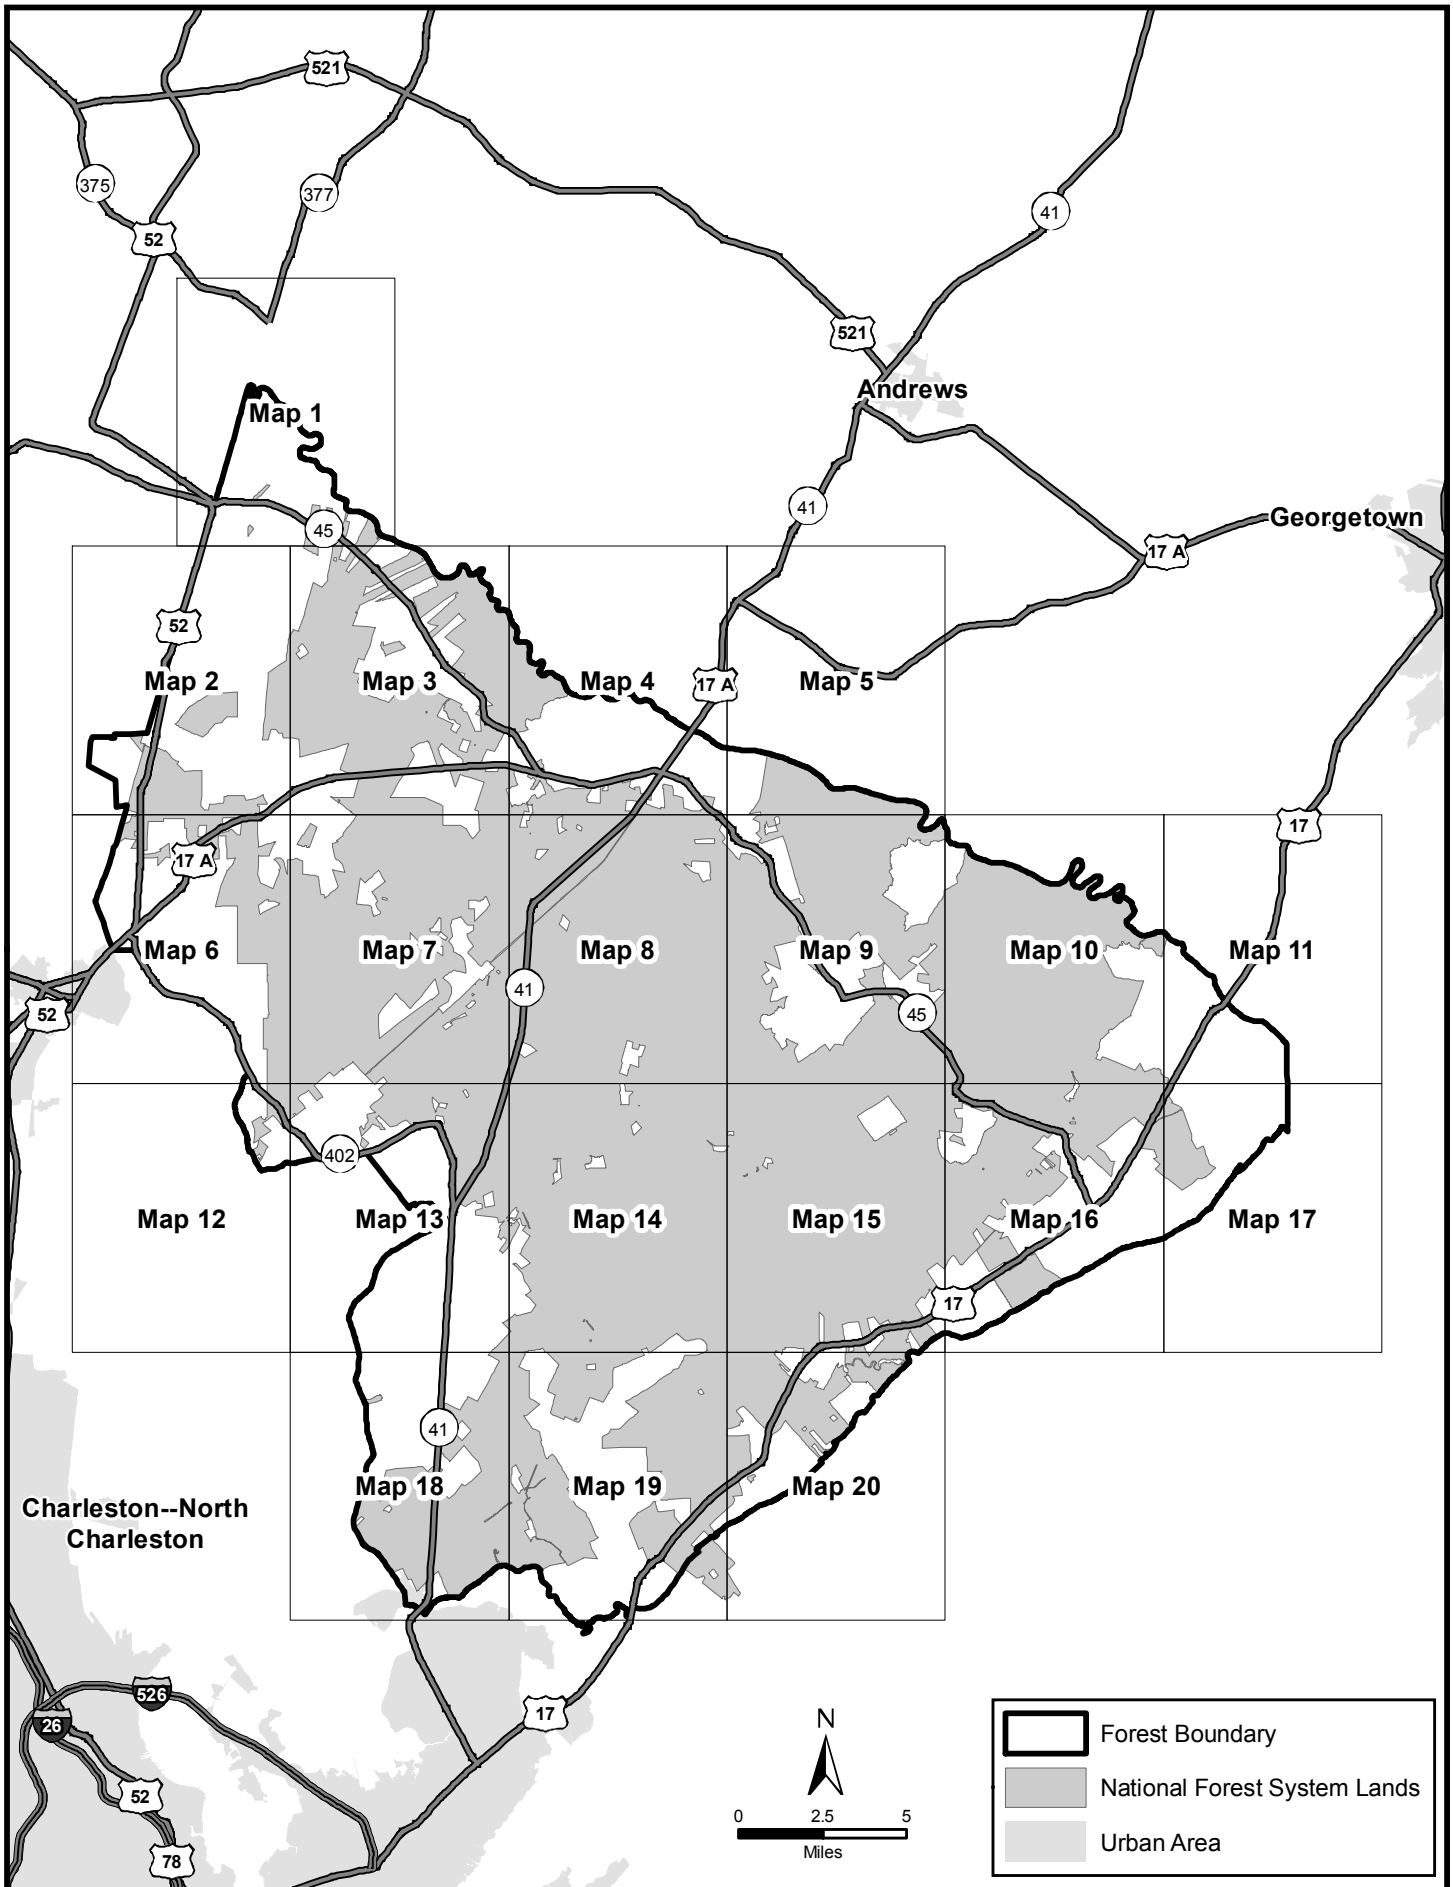 521
375
377
52
41
521
Andrews
Map 1
41
Georgetown
45
17 A
52
Map 2
Map 3
Map 4
17 A
Map 5
17
17 A
Map 6
Map 7
Map 8
Map 9
Map 10
Map 11
41
52
45
402
Map 12
Map 13
Map 14
Map 15
Map 16
Map 17
17
41
Map 18
Map 19
Map 20
Charleston--North
Charleston
526
26
17
52
78
N
0 2.5 5
Miles
Forest Boundary
National Forest System Lands
Urban Area